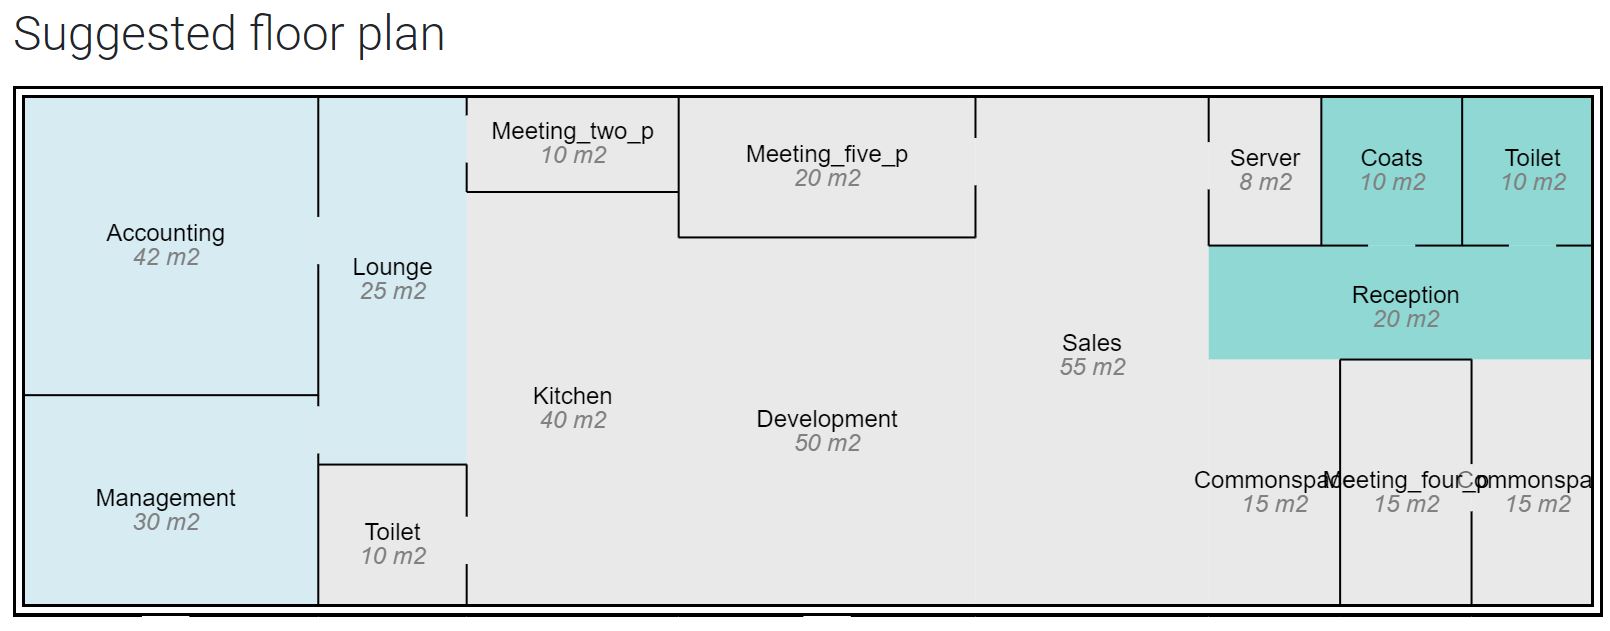 Suggested floor plan
Meeting_two_p
10 m2
Meeting_five_p
20 m2
Server
8 m2
Coats
10 m2
Toilet
10 m2
Accounting
42 m2
Lounge
25 m2
Reception
20 m2
Sales
55 m2
Kitchen
40 m2
Development
50 m2
Management
30 m2
Toilet
10 m2
Commonspace
15 m2
Meeting_four_p
15 m2
Commonspa
15 m2